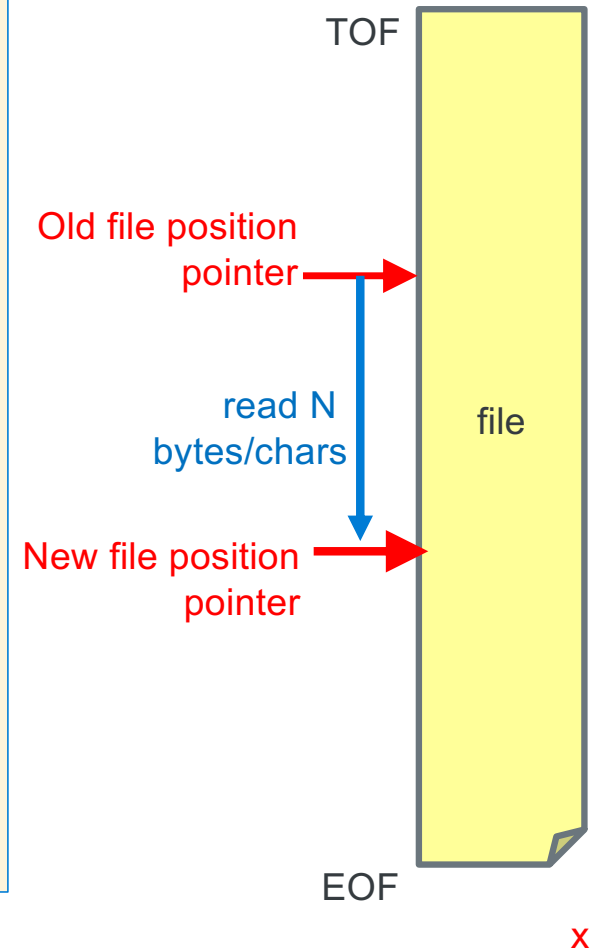 TOF
Old file position
pointer
read N
bytes/chars
file
New file position
pointer
EOF
x